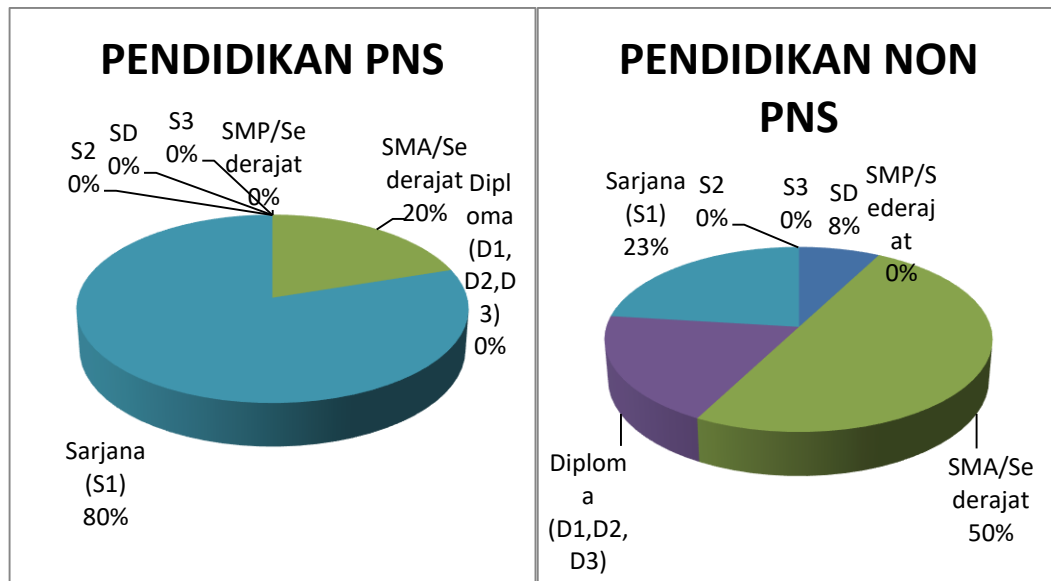 PENDIDIKAN PNS
S2
0%
SD
0%
S3
0%
SMP/Se
derajat
0%
SMA/Se
derajat
20%
Dipl
oma
(D1,
D2,D
3)
0%
Sarjana
(S1)
80%
PENDIDIKAN NON
PNS
Sarjana
(S1)
23%
S2
0%
S3
0%
SD
8%
SMP/S
ederaj
at
0%
SMA/Se
derajat
50%
Diplom
a
(D1,D2,
D3)